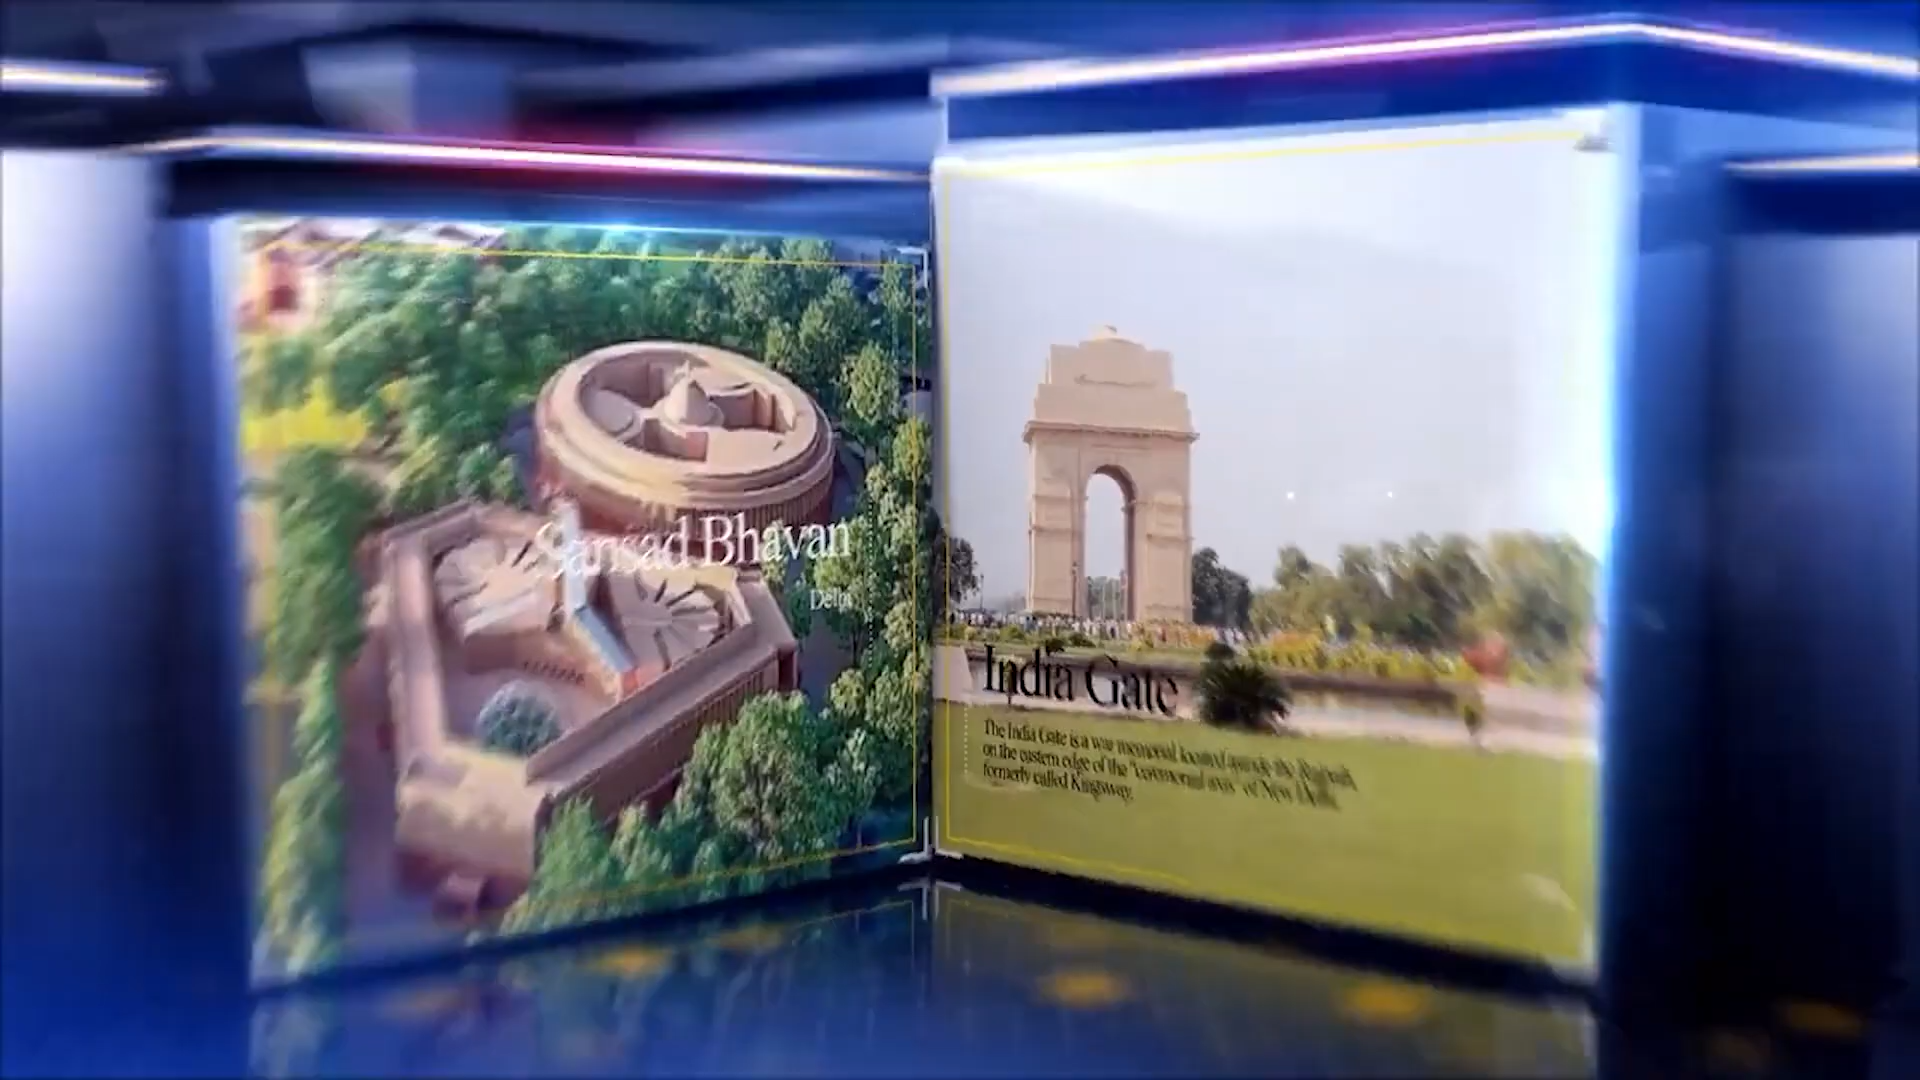 Sansad Bhavan
Delhi
India Gate
The India Gate is a war memorial located astride the Rajpath,
on the eastern edge of the "ceremonial axis" of New Delhi,
formerly called Kingsway.